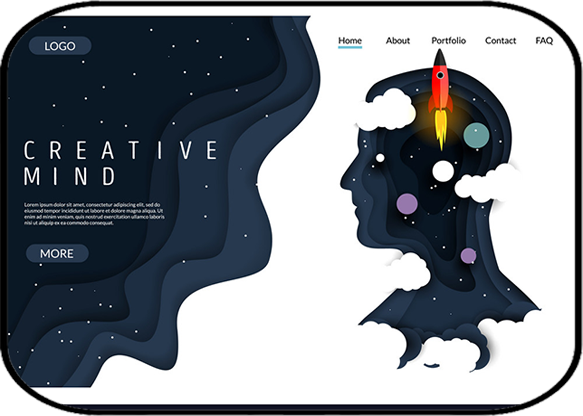 LOGO
Home About Portfolio Contact FAQ
CREATIVE
MIND
Lorem ipsum dolor sit amet, consectetur adipiscing elit, sed do
eiusmod tempor incididunt ut labore et dolore magna aliqua. Ut
enim ad minim veniam, quis nostrud exercitation ullamco laboris nisi
ut aliquip ex ea commodo consequat.
MORE